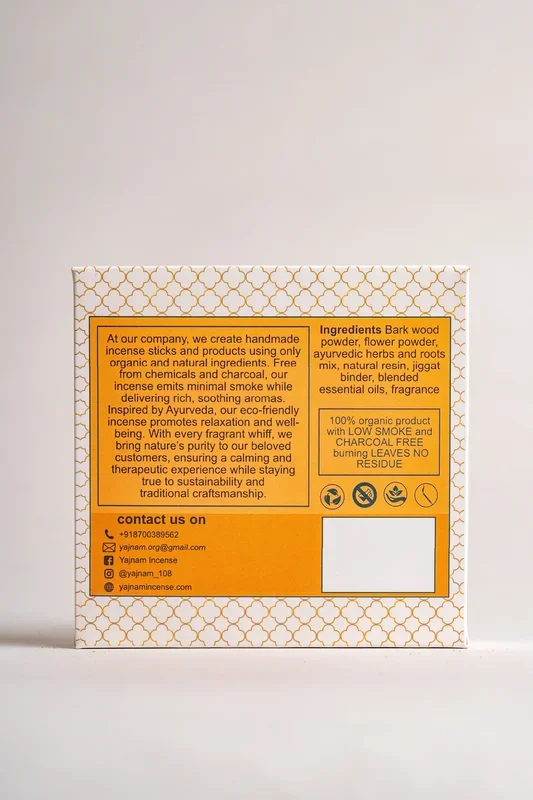 At our company, we create handmade
incense sticks and products using only
organic and natural ingredients. Free
from chemicals and charcoal, our
incense emits minimal smoke while
delivering rich, soothing aromas.
Inspired by Ayurveda, our eco-friendly
incense promotes relaxation and well-
being. With every fragrant whiff, we
bring nature's purity to our beloved
customers, ensuring a calming and
therapeutic experience while staying
true to sustainability and
traditional craftsmanship.
Ingredients Bark wood
powder, flower powder,
ayurvedic herbs and roots
mix, natural resin, jiggat
binder, blended
essential oils, fragrance
100% organic product
with LOW SMOKE and
CHARCOAL FREE
burning LEAVES NO
RESIDUE
contact us on
+918700389562
yajnam.org@gmail.com
Yajnam Incense
@yajnam_108
yajnamincense.com